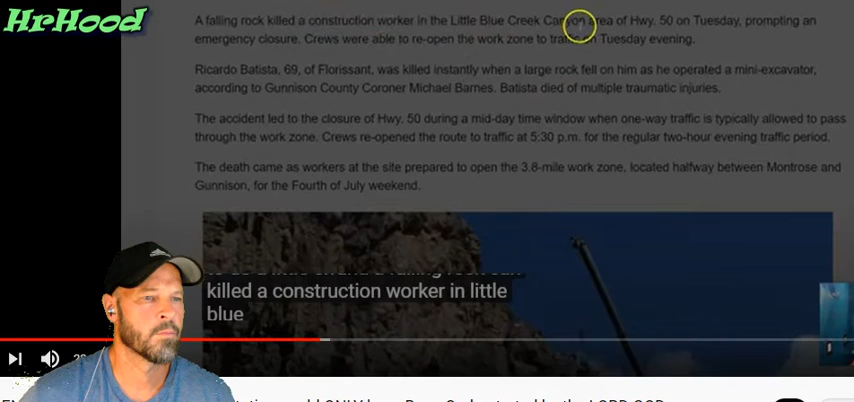 HrHood
A falling rock killed a construction worker in the Little Blue Creek Canyon area of Hwy. 50 on Tuesday, prompting an
emergency closure. Crews were able to re-open the work zone to traffic on Tuesday evening.
Ricardo Batista, 69, of Florissant, was killed instantly when a large rock fell on him as he operated a mini-excavator,
according to Gunnison County Coroner Michael Barnes. Batista died of multiple traumatic injuries.
The accident led to the closure of Hwy. 50 during a mid-day time window when one-way traffic is typically allowed to pass
through the work zone. Crews re-opened the route to traffic at 5:30 p.m. for the regular two-hour evening traffic period.
The death came as workers at the site prepared to open the 3.8-mile work zone, located halfway between Montrose and
Gunnison, for the Fourth of July weekend.
killed a construction worker in little
blue